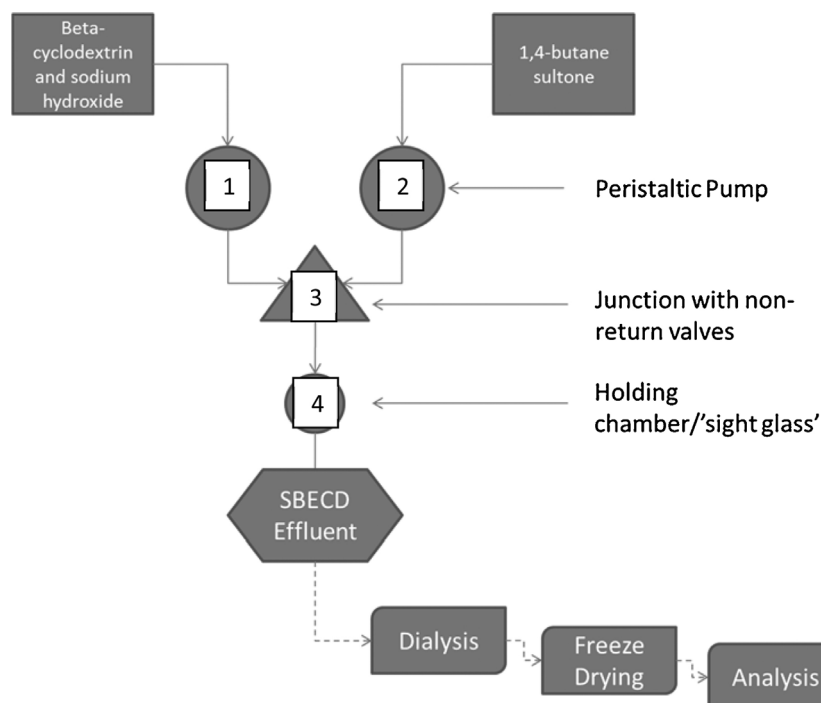 Beta-
cyclodextrin
and sodium
hydroxide
1,4-butane
sultone
1
2
Peristaltic Pump
3
Junction with non-
return valves
4
Holding
chamber/'sight glass'
SBECD
Effluent
Dialysis
Freeze
Drying
Analysis